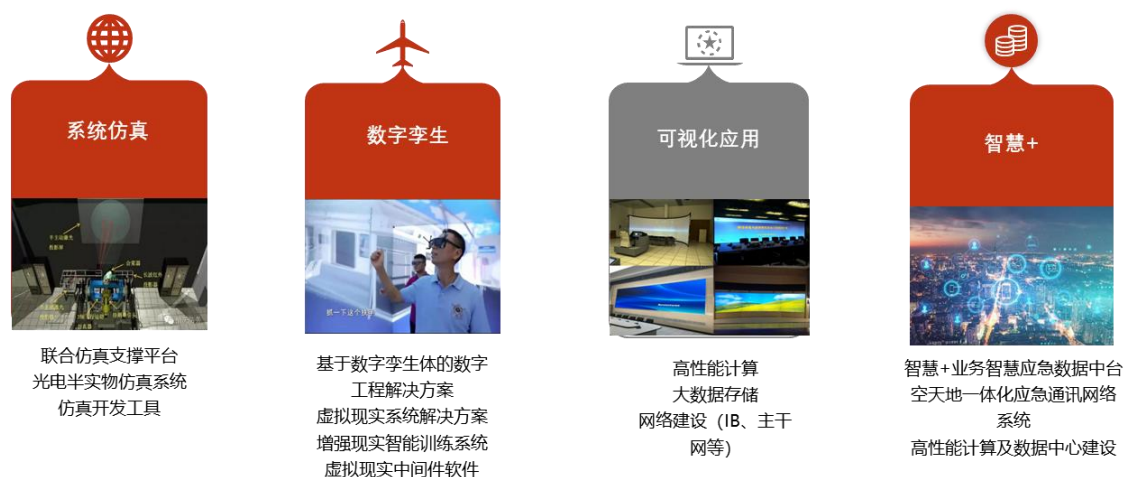 系统仿真
数字孪生
可视化应用
智慧+
抓一下这个扶手
联合仿真支撑平台
光电半实物仿真系统
仿真开发工具
基于数字孪生体的数字
工程解决方案
虚拟现实系统解决方案
增强现实智能训练系统
虚拟现实中间件软件
高性能计算
大数据存储
网络建设（IB、主干
网等）
智慧+业务智慧应急数据中台
空天地一体化应急通讯网络
系统
高性能计算及数据中心建设